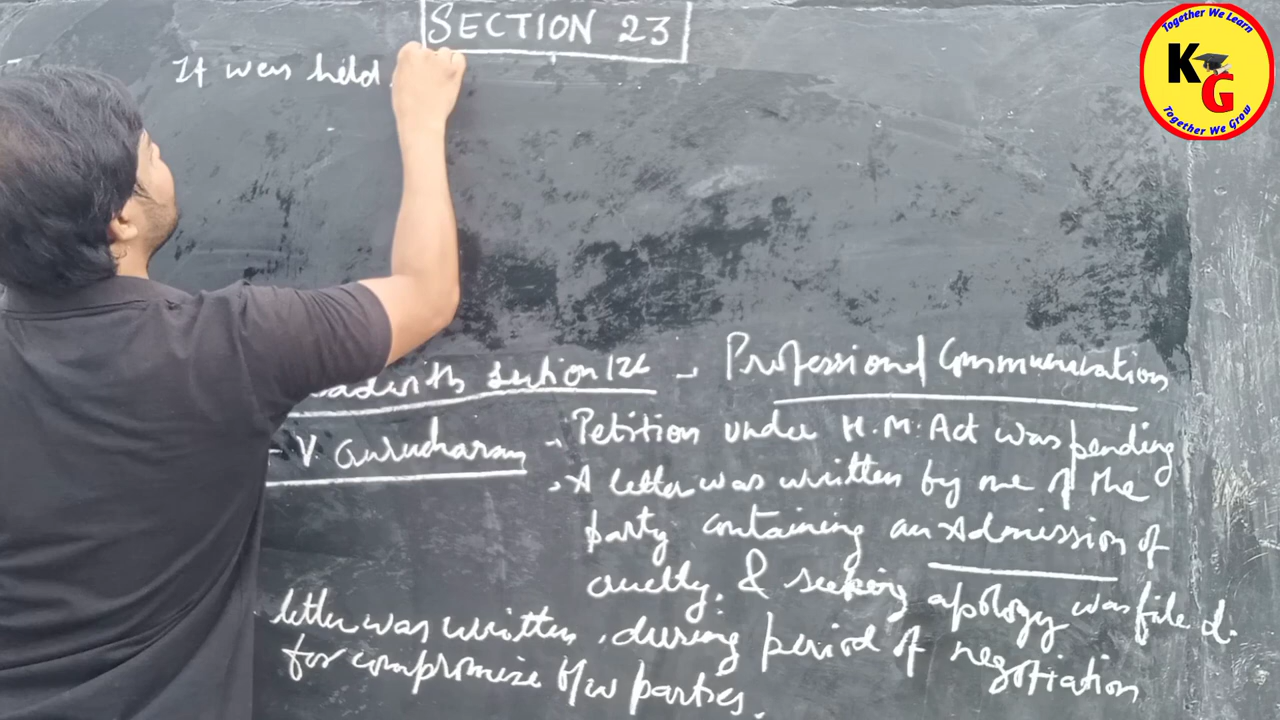 SECTION 23
It was held
Together We Learn
KG
Together We Grow
section 126 - Professional Communications
V. Gurucharan - Petition under H.M. Act was pending
A letter was written by one of the
party containing an Admission of
cruelty. & seeking apology was filed.
letter was written, during period of negotiation
for compromise b/w parties.